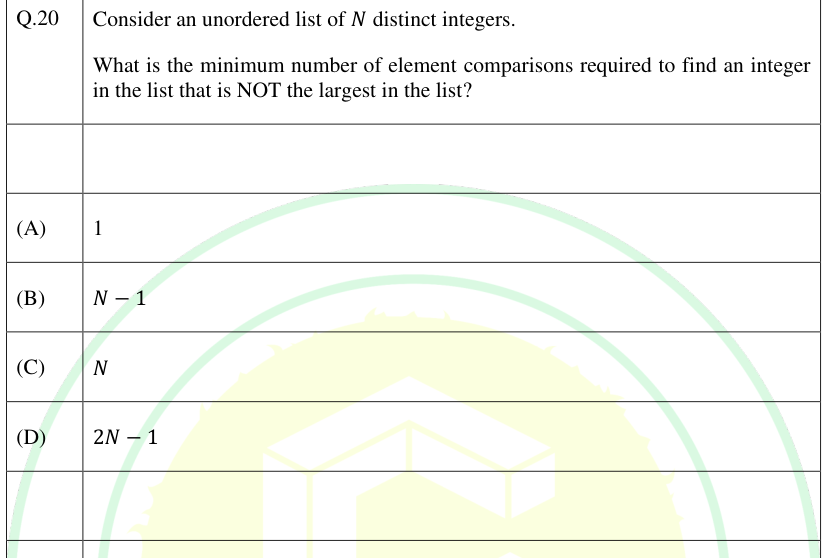 Q.20 Consider an unordered list of N distinct integers.
What is the minimum number of element comparisons required to find an integer
in the list that is NOT the largest in the list?
(A) 1
(B) N − 1
(C) N
(D) 2N − 1